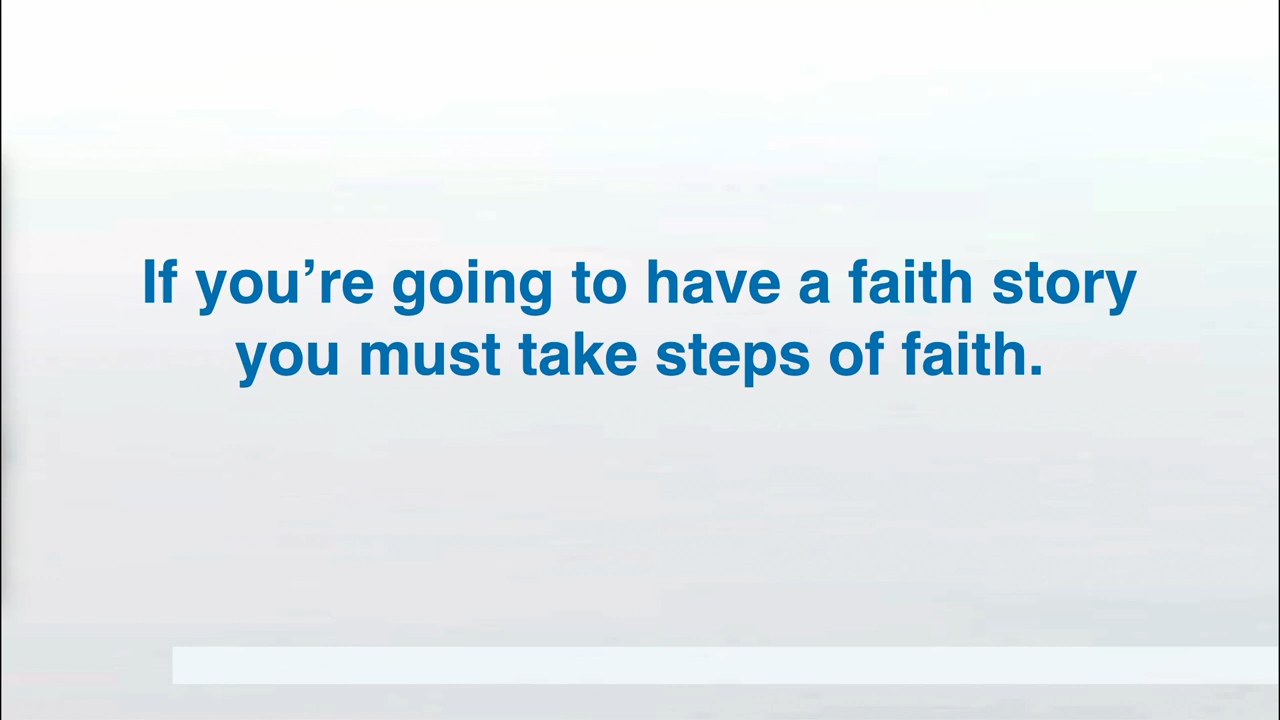 If you’re going to have a faith story
you must take steps of faith.